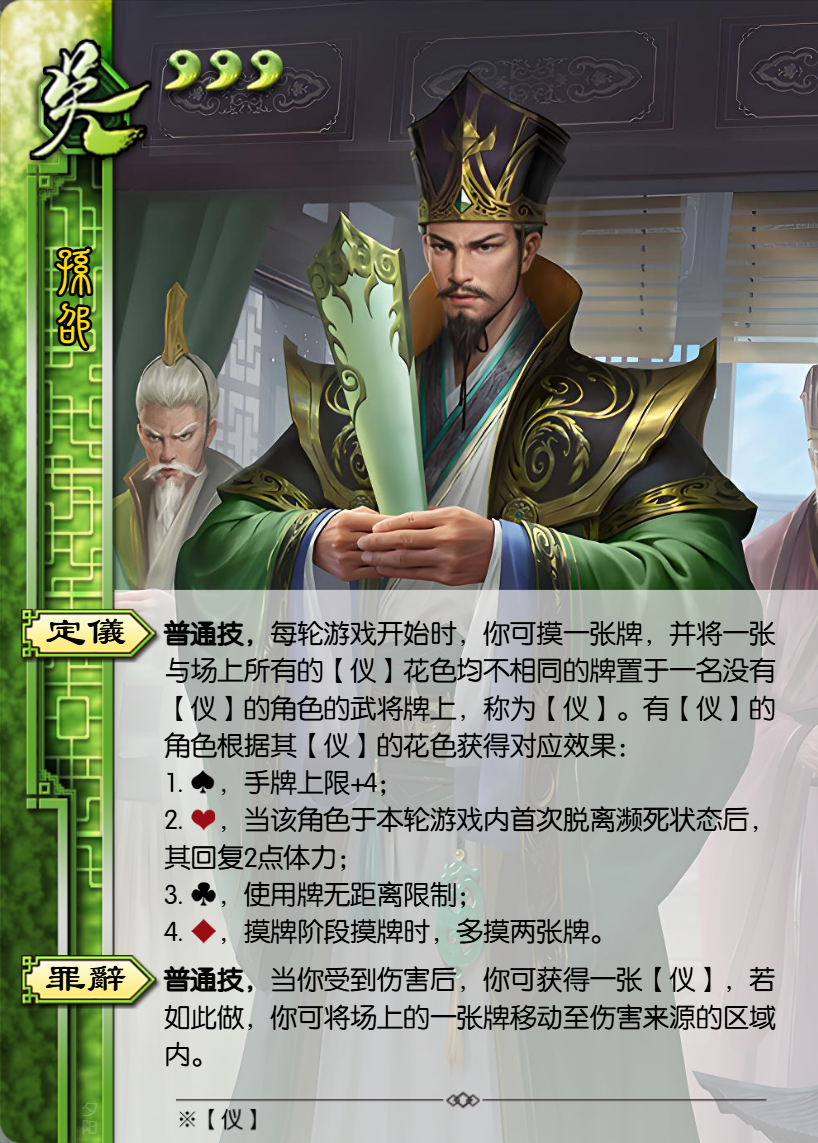 吴
孫邵
定儀
普通技，每轮游戏开始时，你可摸一张牌，并将一张
与场上所有的【仪】花色均不相同的牌置于一名没有
【仪】的角色的武将牌上，称为【仪】。有【仪】的
角色根据其【仪】的花色获得对应效果：
1. ♠，手牌上限+4；
2. ♥，当该角色于本轮游戏内首次脱离濒死状态后，
其回复2点体力；
3. ♣，使用牌无距离限制；
4. ♦，摸牌阶段摸牌时，多摸两张牌。
罪辭
普通技，当你受到伤害后，你可获得一张【仪】，若
如此做，你可将场上的一张牌移动至伤害来源的区域
内。
※【仪】
夕阳